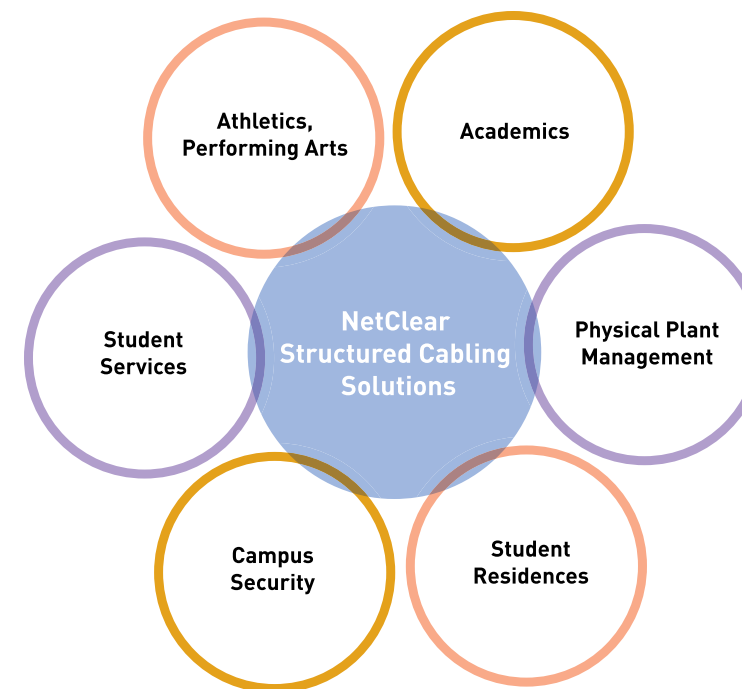 Athletics,
Performing Arts
Academics
Student
Services
NetClear
Structured Cabling
Solutions
Physical Plant
Management
Campus
Security
Student
Residences